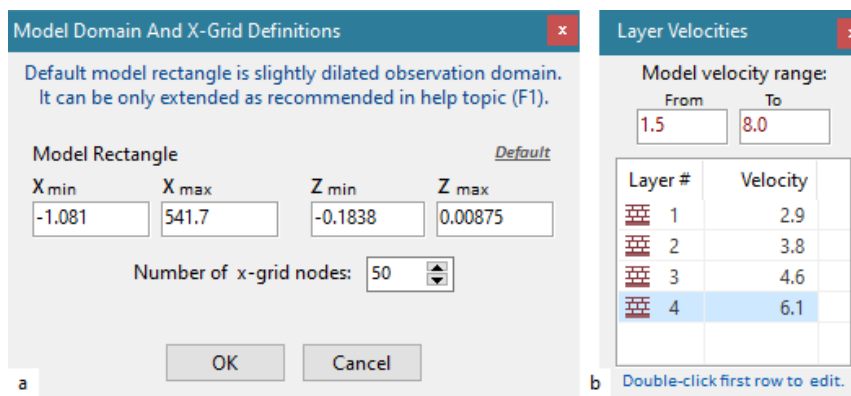 Model Domain And X-Grid Definitions
x
Default model rectangle is slightly dilated observation domain.
It can be only extended as recommended in help topic (F1).
Model Rectangle
Default
X min X max Z min Z max
-1.081 541.7 -0.1838 0.00875
Number of x-grid nodes: 50
OK Cancel
a
Layer Velocities
Model velocity range:
From To
1.5 8.0
Layer # Velocity
1 2.9
2 3.8
3 4.6
4 6.1
b
Double-click first row to edit.